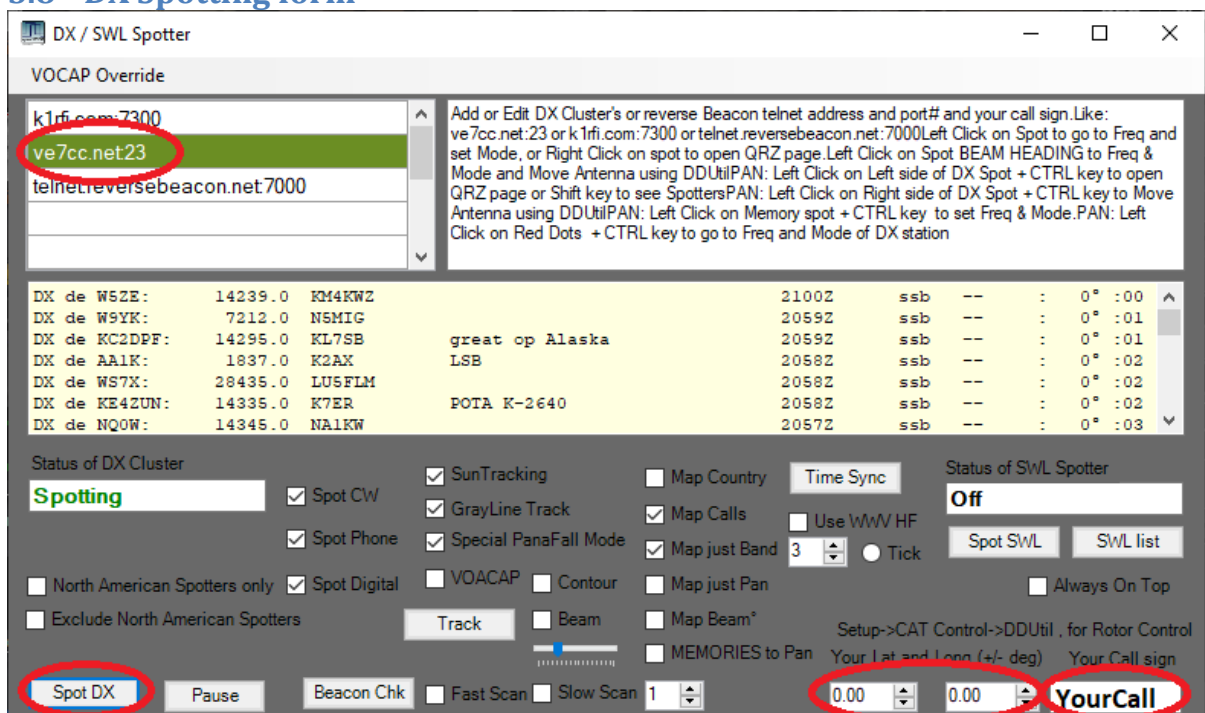 5.8 DX Spotting form
DX / SWL Spotter
VOCAP Override
k1rfi.com:7300
ve7cc.net:23
telnet.reversebeacon.net:7000
Add or Edit DX Cluster's or reverse Beacon telnet address and port# and your call sign.Like:
ve7cc.net:23 or k1rfi.com:7300 or telnet.reversebeacon.net:7000Left Click on Spot to go to Freq and
set Mode, or Right Click on spot to open QRZ page.Left Click on Spot BEAM HEADING to Freq &
Mode and Move Antenna using DDUtilPAN: Left Click on Left side of DX Spot + CTRL key to open
QRZ page or Shift key to see SpottersPAN: Left Click on Right side of DX Spot + CTRL key to Move
Antenna using DDUtilPAN: Left Click on Memory spot + CTRL key to set Freq & Mode.PAN: Left
Click on Red Dots + CTRL key to go to Freq and Mode of DX station
DX de W5ZE: 14239.0 KM4KWZ 2100Z ssb -- : 0° :00
DX de W9YK: 7212.0 N5MIG 2059Z ssb -- : 0° :01
DX de KC2DPF: 14295.0 KL7SB great op Alaska 2059Z ssb -- : 0° :01
DX de AA1K: 1837.0 K2AX LSB 2058Z ssb -- : 0° :02
DX de WS7X: 28435.0 LU5FLM 2058Z ssb -- : 0° :02
DX de KE4ZUN: 14335.0 K7ER POTA K-2640 2058Z ssb -- : 0° :02
DX de NQ0W: 14345.0 NA1KW 2057Z ssb -- : 0° :03
Status of DX Cluster
Spotting
Spot CW
Spot Phone
North American Spotters only
Spot Digital
Exclude North American Spotters
SunTracking
GrayLine Track
Special PanaFall Mode
VOACAP
Contour
Track
Beam
Map Country
Map Calls
Map just Band
Map just Pan
Map Beam°
MEMORIES to Pan
Time Sync
Use WWV HF
3
Tick
Status of SWL Spotter
Off
Spot SWL
SWL list
Always On Top
Setup->CAT Control->DDUtil , for Rotor Control
Your Lat and Long (+/- deg)
Your Call sign
Spot DX
Pause
Beacon Chk
Fast Scan
Slow Scan
1
0.00
0.00
YourCall